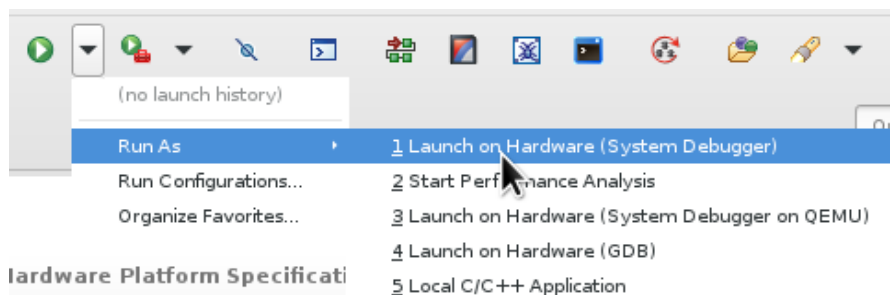 (no launch history)
Run As
1 Launch on Hardware (System Debugger)
Run Configurations...
2 Start Performance Analysis
Organize Favorites...
3 Launch on Hardware (System Debugger on QEMU)
4 Launch on Hardware (GDB)
Hardware Platform Specificati
5 Local C/C++ Application